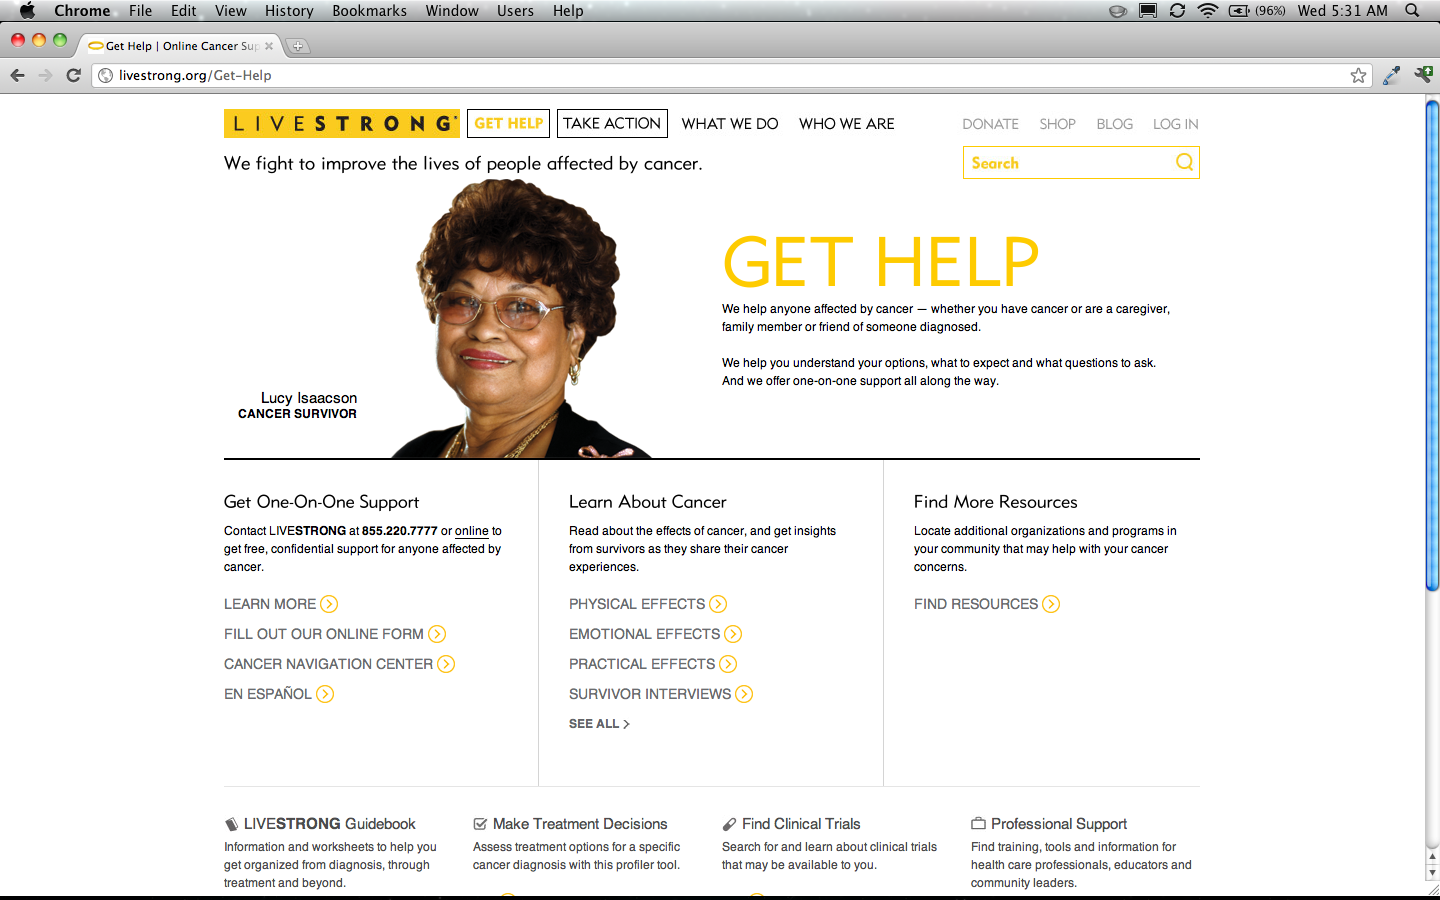 Chrome File Edit View History Bookmarks Window Users Help (96%) Wed 5:31 AM
Get Help | Online Cancer Sup
livestrong.org/Get-Help
LIVESTRONG® GET HELP TAKE ACTION WHAT WE DO WHO WE ARE DONATE SHOP BLOG LOG IN
We fight to improve the lives of people affected by cancer.
Search
GET HELP
We help anyone affected by cancer — whether you have cancer or are a caregiver,
family member or friend of someone diagnosed.
We help you understand your options, what to expect and what questions to ask.
And we offer one-on-one support all along the way.
Lucy Isaacson
CANCER SURVIVOR
Get One-On-One Support
Contact LIVESTRONG at 855.220.7777 or online to
get free, confidential support for anyone affected by
cancer.
LEARN MORE
FILL OUT OUR ONLINE FORM
CANCER NAVIGATION CENTER
EN ESPAÑOL
Learn About Cancer
Read about the effects of cancer, and get insights
from survivors as they share their cancer
experiences.
PHYSICAL EFFECTS
EMOTIONAL EFFECTS
PRACTICAL EFFECTS
SURVIVOR INTERVIEWS
SEE ALL >
Find More Resources
Locate additional organizations and programs in
your community that may help with your cancer
concerns.
FIND RESOURCES
LIVESTRONG Guidebook
Information and worksheets to help you
get organized from diagnosis, through
treatment and beyond.
Make Treatment Decisions
Assess treatment options for a specific
cancer diagnosis with this profiler tool.
Find Clinical Trials
Search for and learn about clinical trials
that may be available to you.
Professional Support
Find training, tools and information for
health care professionals, educators and
community leaders.